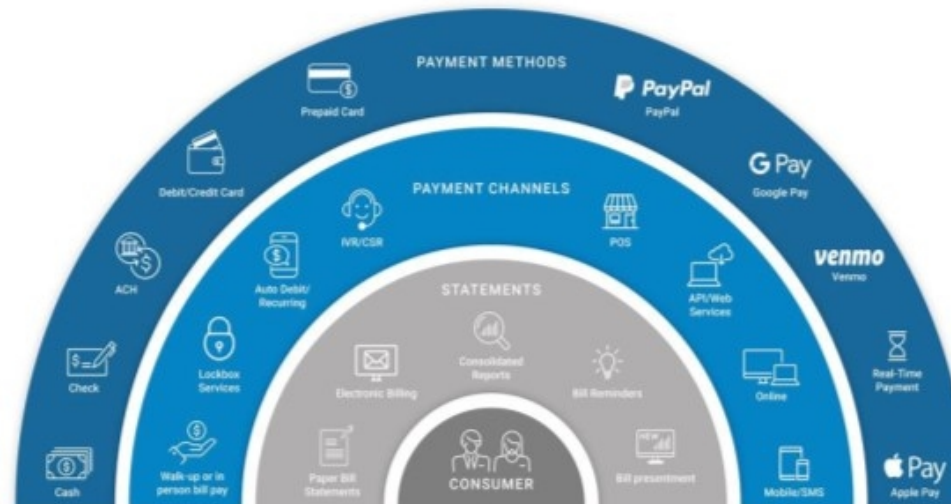 PAYMENT METHODS
Prepaid Card
PayPal
PayPal
Debit/Credit Card
G Pay
Google Pay
ACH
venmo
Venmo
Check
Real-Time
Payment
Cash
Pay
Apple Pay
PAYMENT CHANNELS
IVR/CSR
POS
Auto Debit/
Recurring
API/Web
Services
Lockbox
Services
Online
Walk-up or in
person bill pay
Mobile/SMS
STATEMENTS
Consolidated
Reports
Electronic Billing
Bill Reminders
Paper Bill
Statements
NEW
Bill presentment
CONSUMER